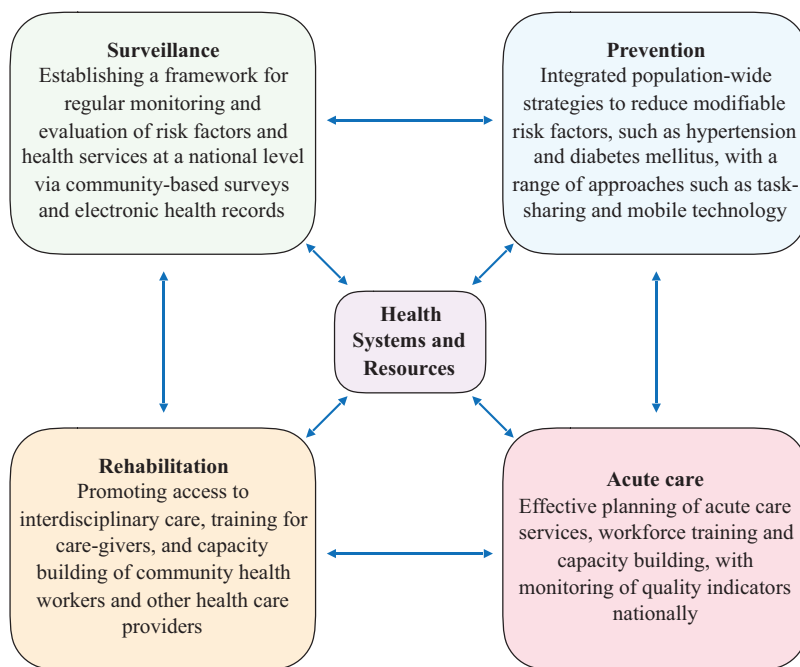 Surveillance
Establishing a framework for
regular monitoring and
evaluation of risk factors and
health services at a national level
via community-based surveys
and electronic health records
Prevention
Integrated population-wide
strategies to reduce modifiable
risk factors, such as hypertension
and diabetes mellitus, with a
range of approaches such as task-
sharing and mobile technology
Health
Systems and
Resources
Rehabilitation
Promoting access to
interdisciplinary care, training for
care-givers, and capacity
building of community health
workers and other health care
providers
Acute care
Effective planning of acute care
services, workforce training and
capacity building, with
monitoring of quality indicators
nationally